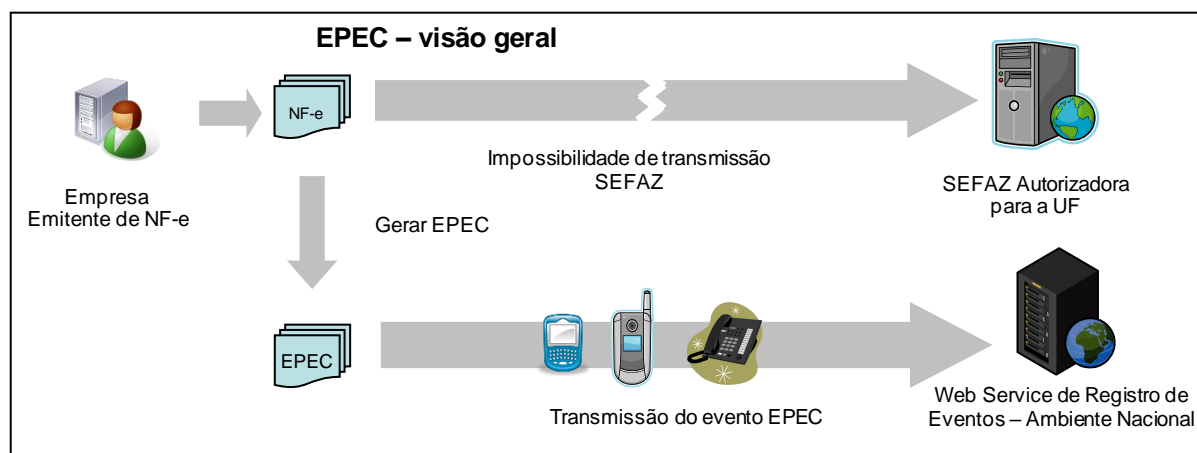 EPEC – visão geral
NF-e
Impossibilidade de transmissão
SEFAZ
Empresa
Emitente de NF-e
SEFAZ Autorizadora
para a UF
Gerar EPEC
EPEC
Transmissão do evento EPEC
Web Service de Registro de
Eventos – Ambiente Nacional